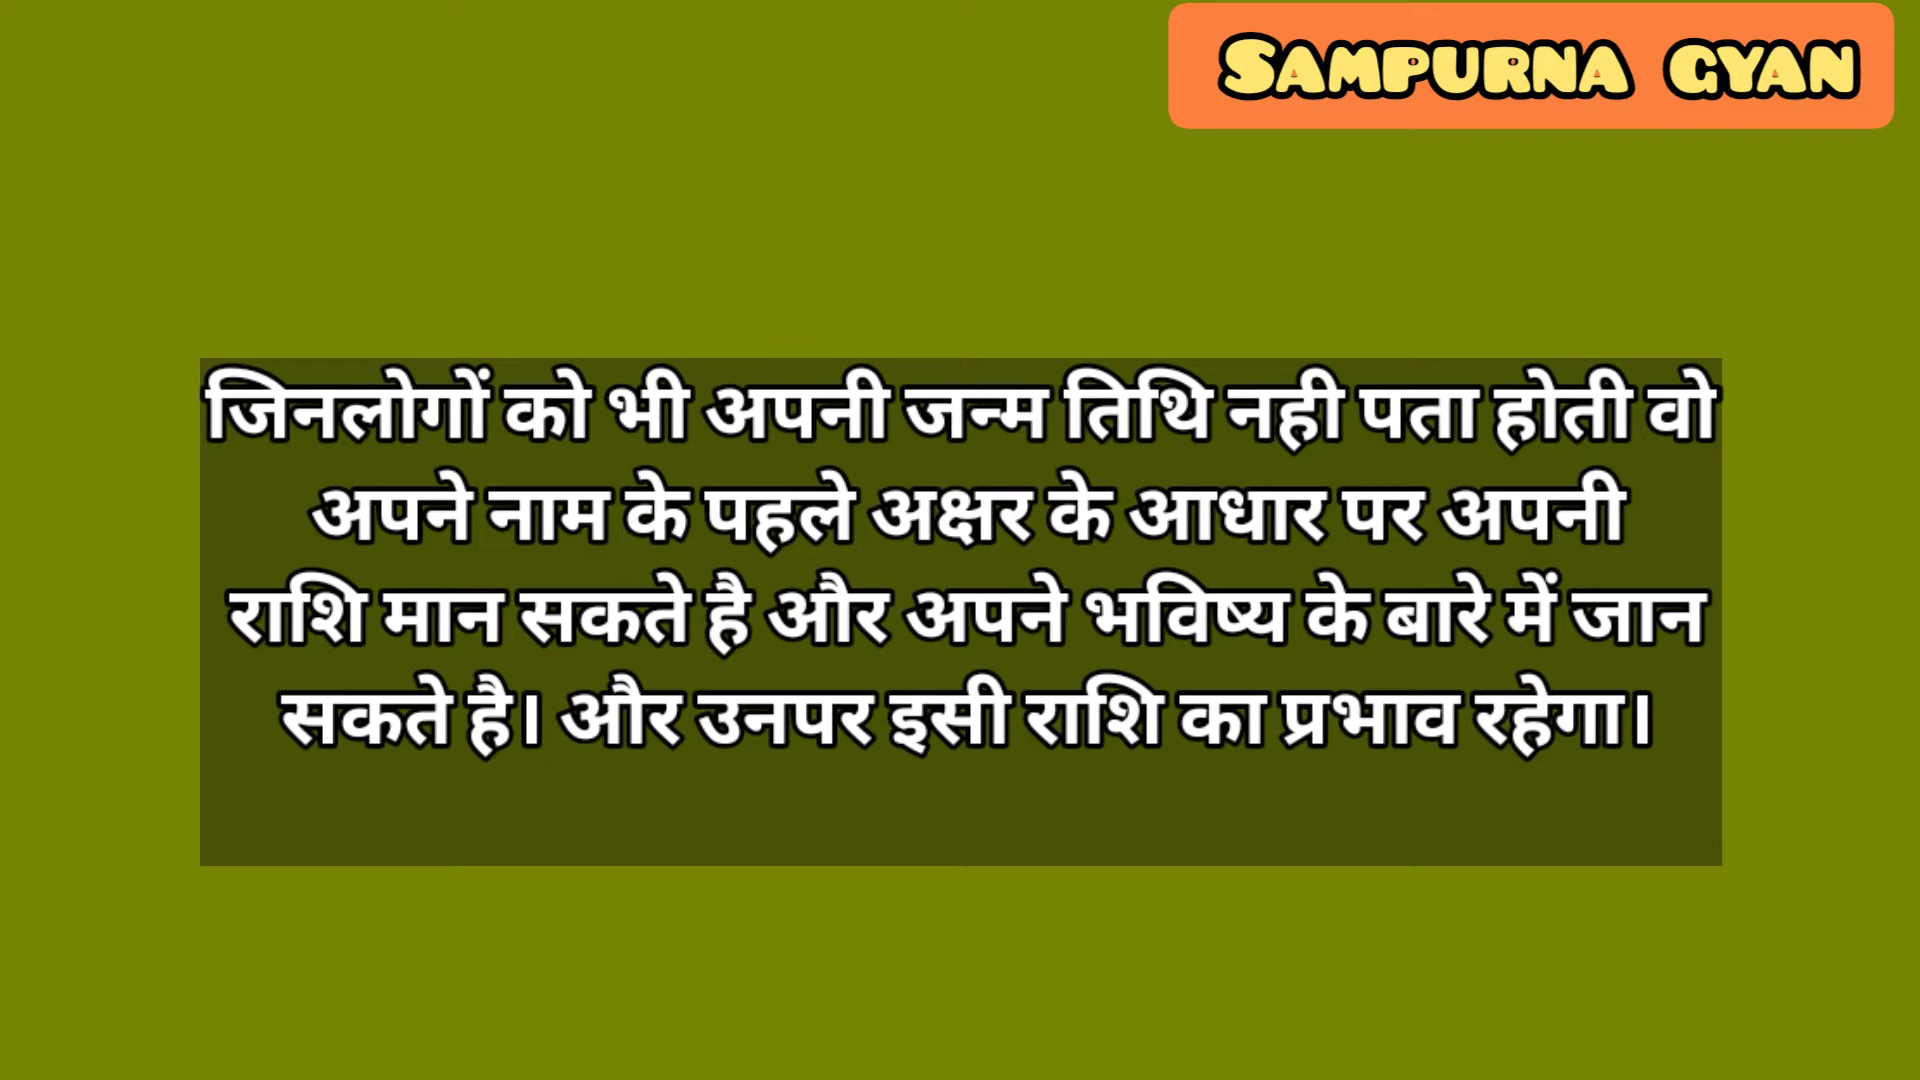 SAMPURNA GYAN
जिनलोगों को भी अपनी जन्म तिथि नही पता होती वो
अपने नाम के पहले अक्षर के आधार पर अपनी
राशि मान सकते है और अपने भविष्य के बारे में जान
सकते है। और उनपर इसी राशि का प्रभाव रहेगा।